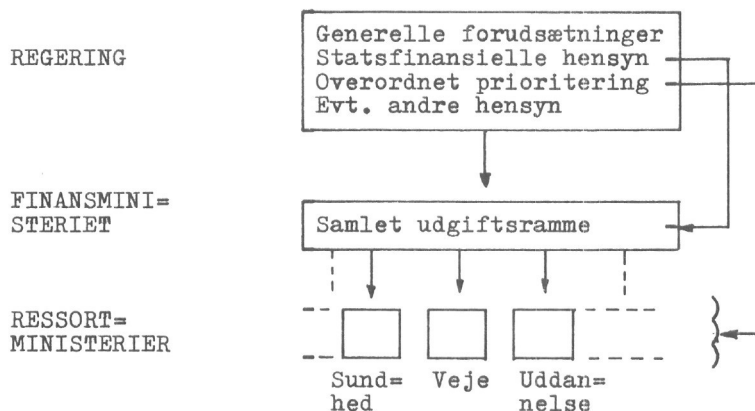 REGERING
Generelle forudsætninger
Statsfinansielle hensyn
Overordnet prioritering
Evt. andre hensyn
FINANSMINI=
STERIET
Samlet udgiftsramme
RESSORT=
MINISTERIER
Sund=
hed
Veje
Uddan=
nelse